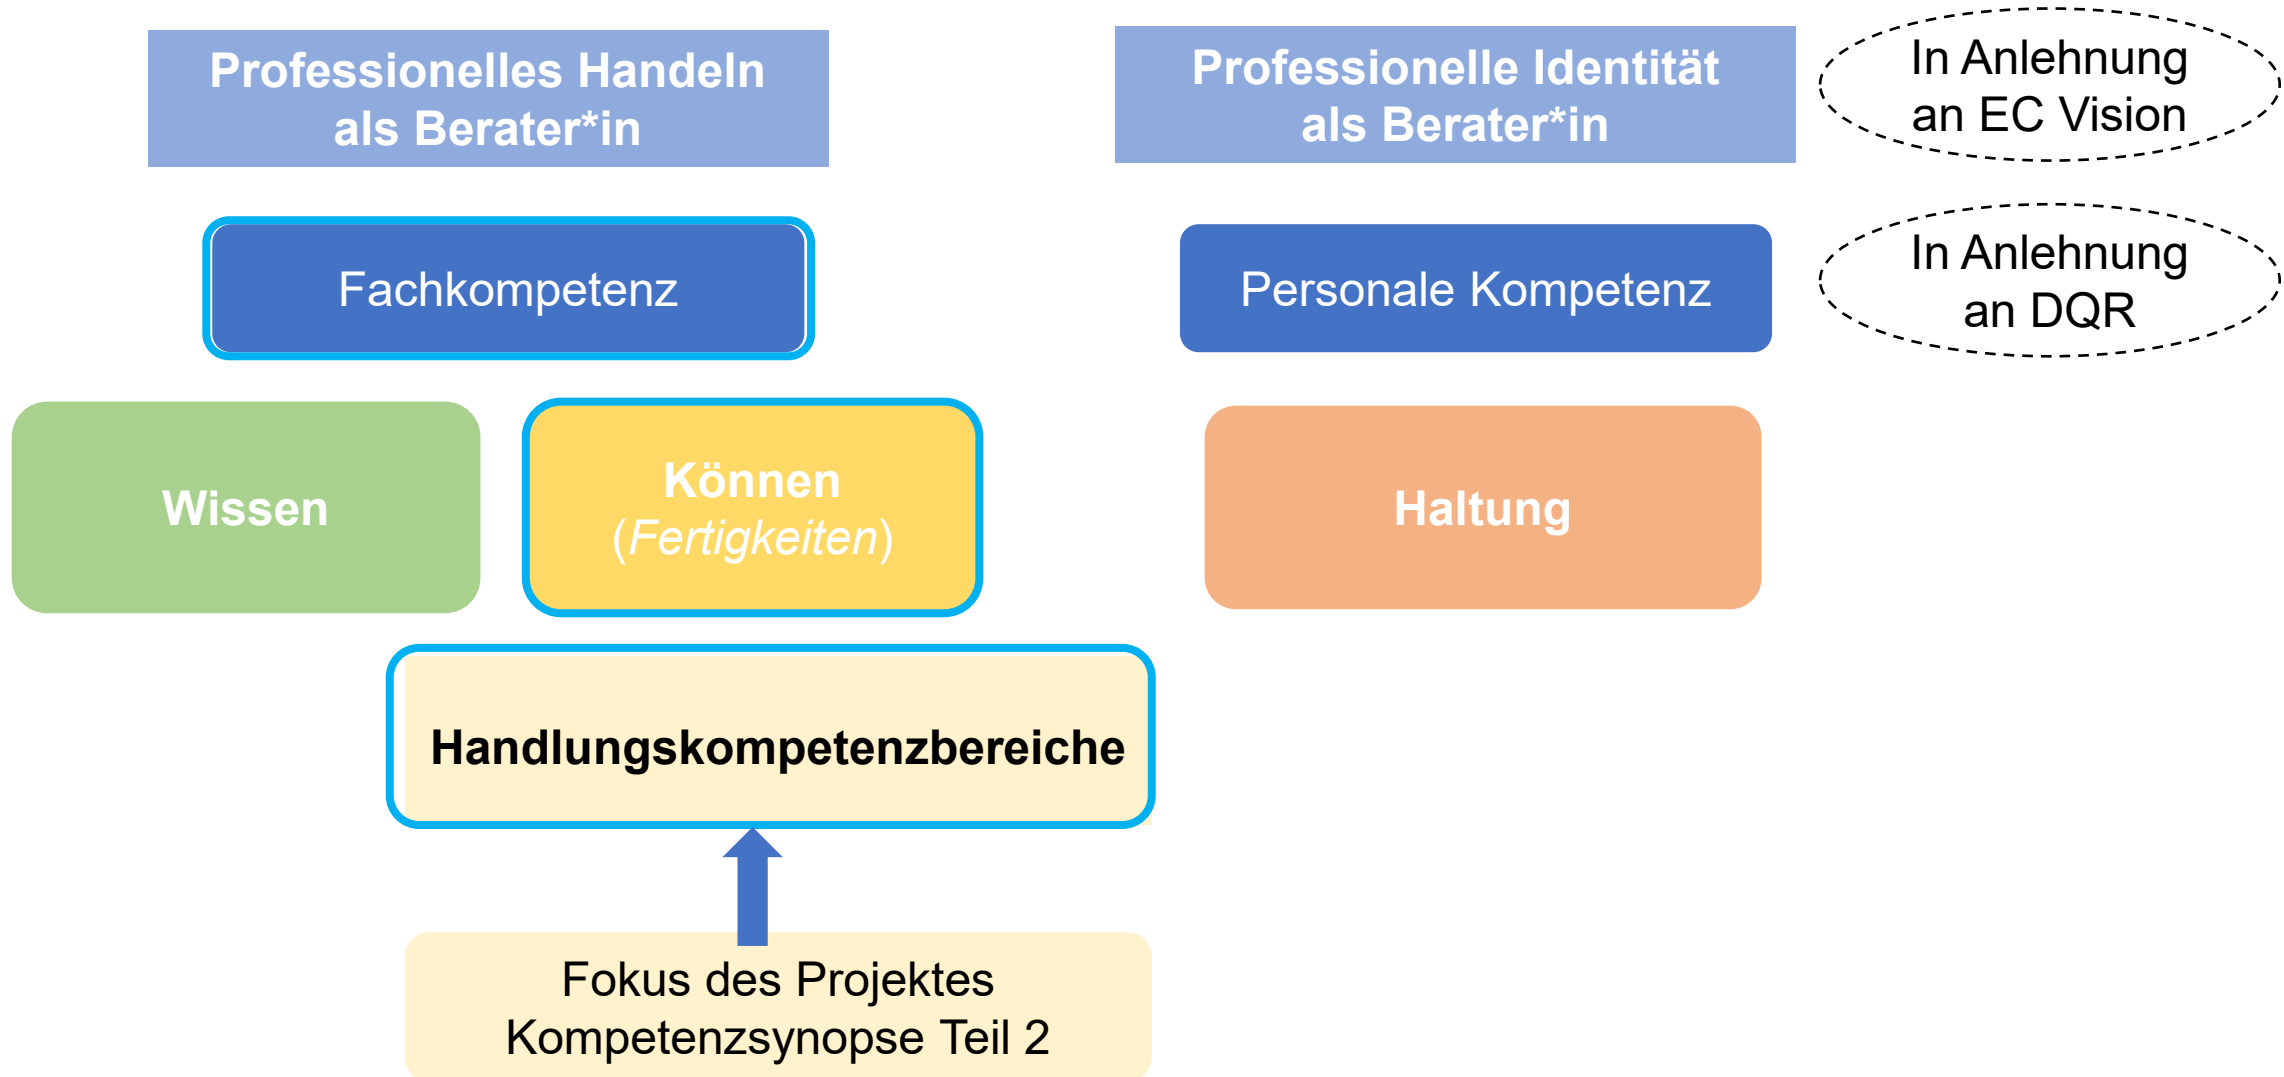 Professionelles Handeln
als Berater*in
Professionelle Identität
als Berater*in
In Anlehnung
an EC Vision
Fachkompetenz
Personale Kompetenz
In Anlehnung
an DQR
Wissen
Können
(Fertigkeiten)
Haltung
Handlungskompetenzbereiche
Fokus des Projektes
Kompetenzsynopse Teil 2